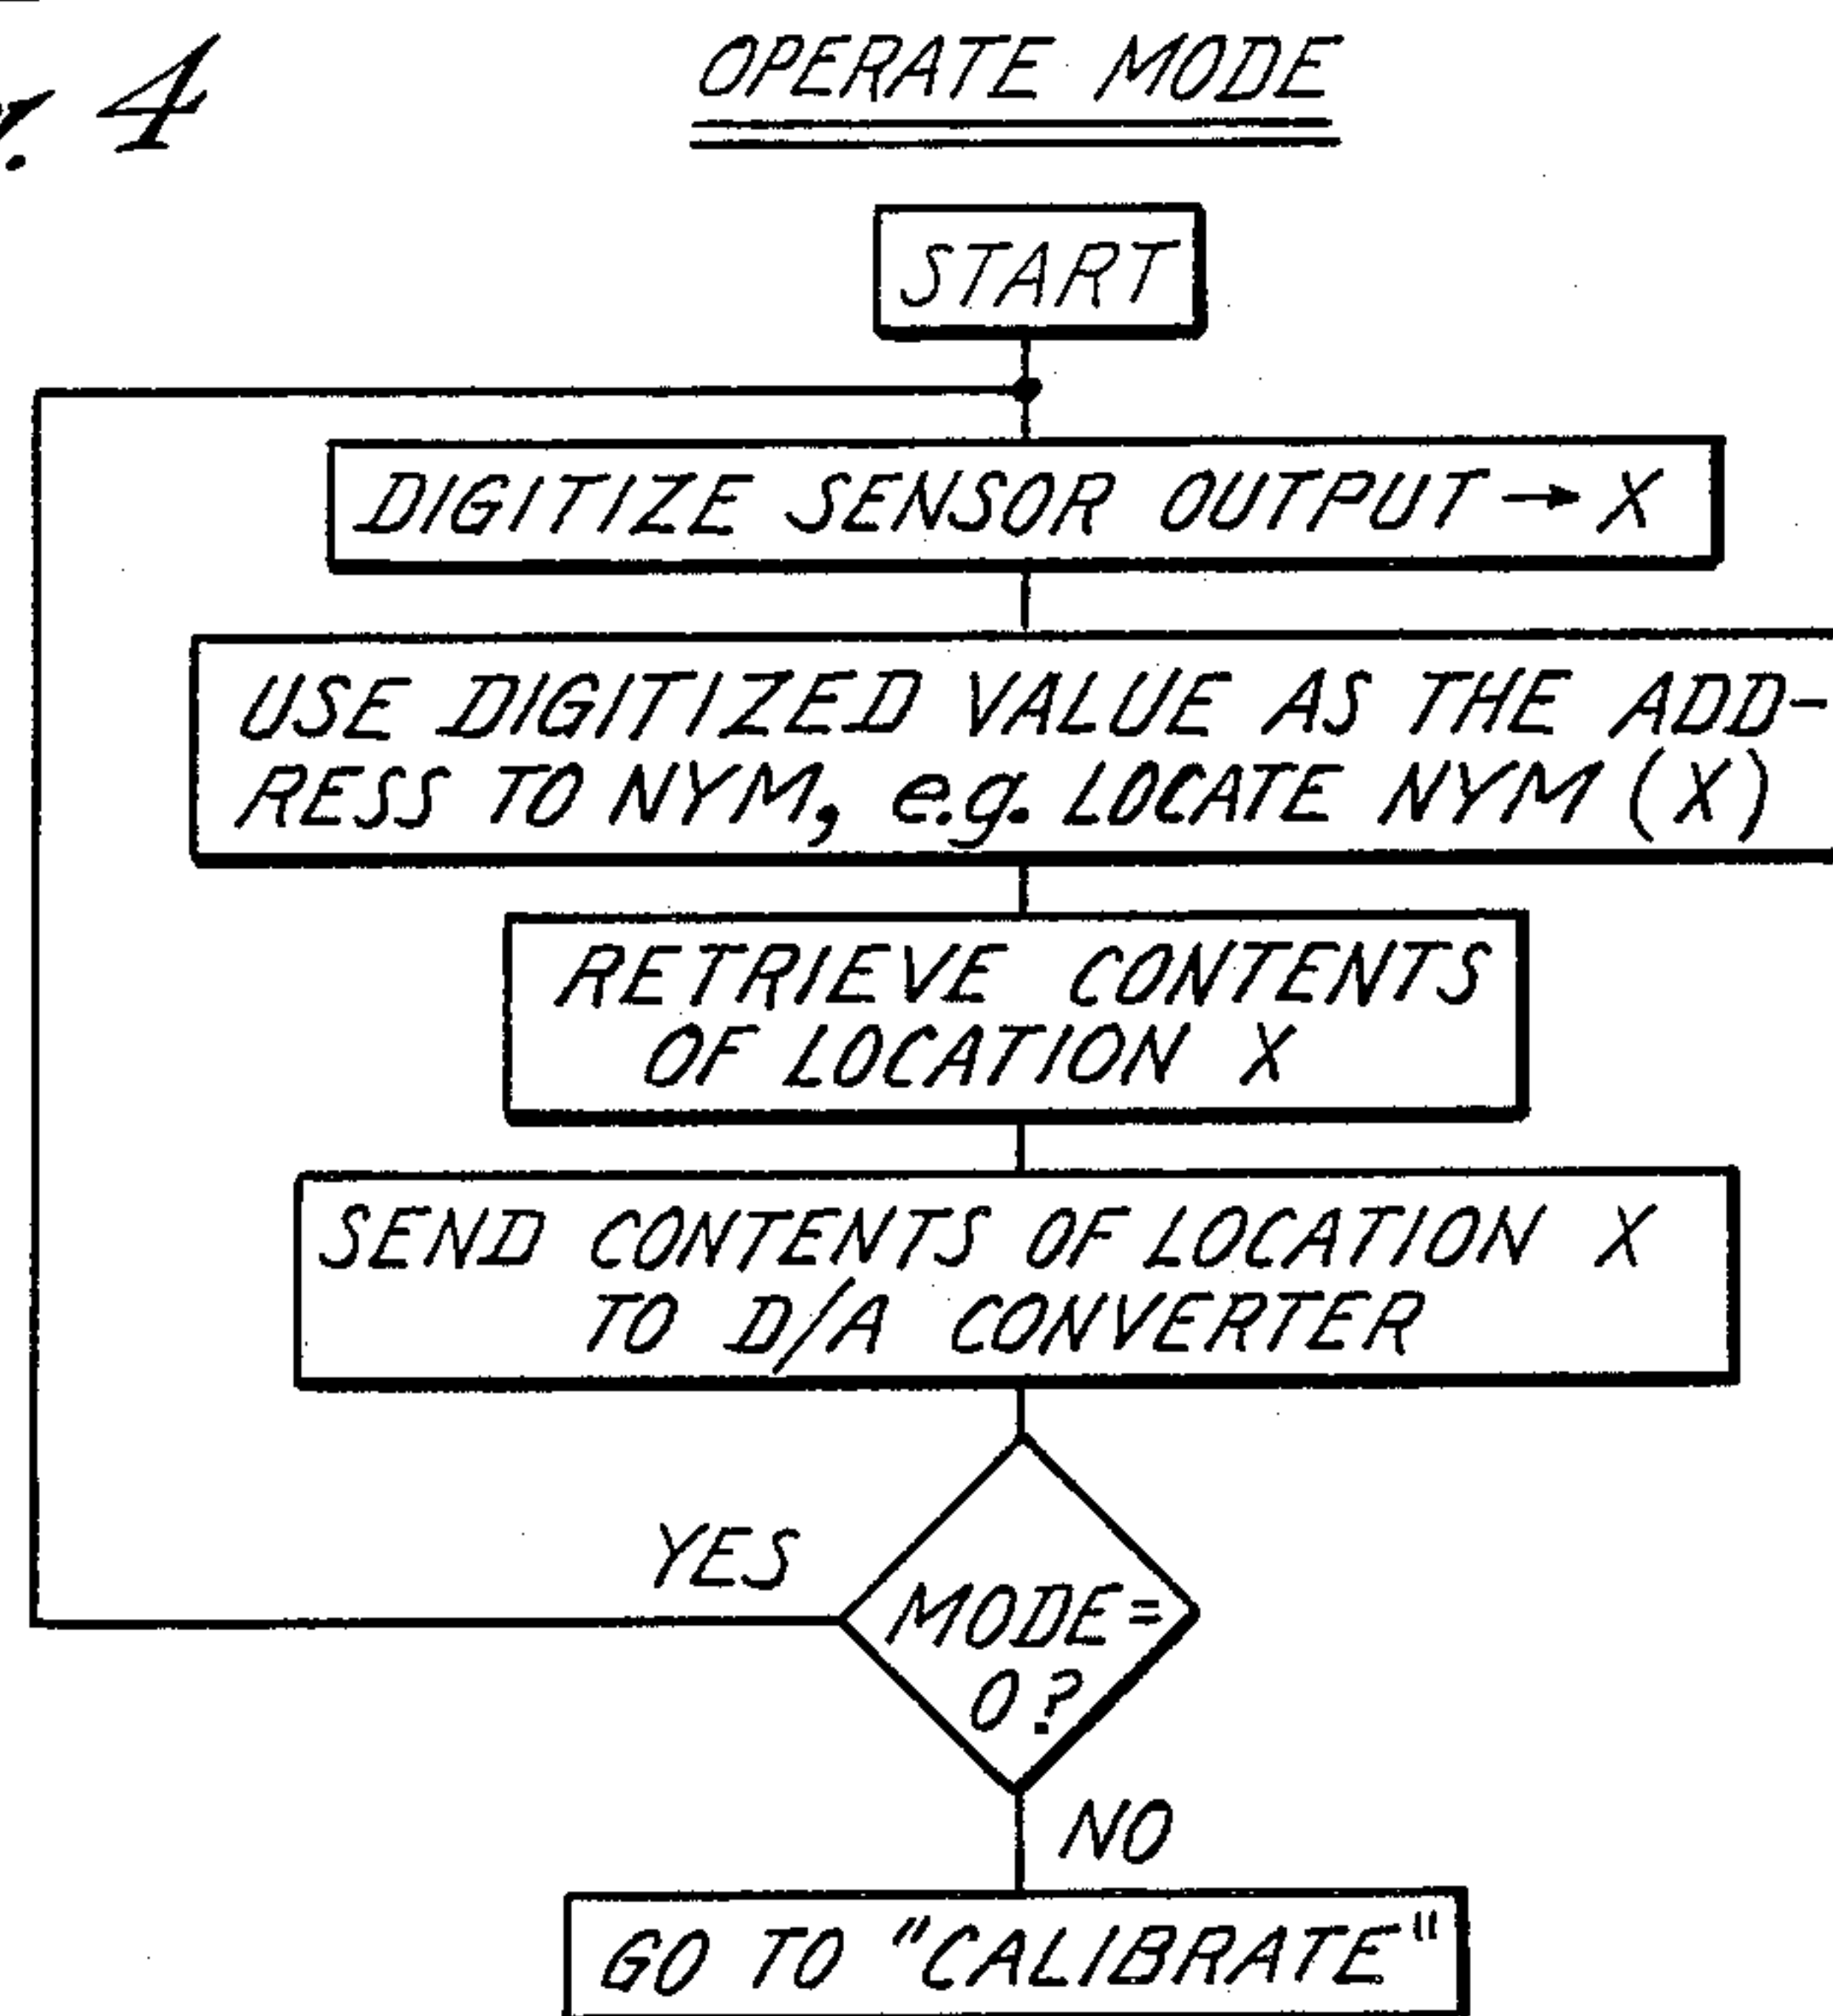 4
OPERATE MODE
START
DIGITIZE SENSOR OUTPUT → X
USE DIGITIZED VALUE AS THE ADD-
RESS TO NYM, e.g. LOCATE NYM (X)
RETRIEVE CONTENTS
OF LOCATION X
SEND CONTENTS OF LOCATION X
TO D/A CONVERTER
YES
MODE=
0?
NO
GO TO "CALIBRATE"